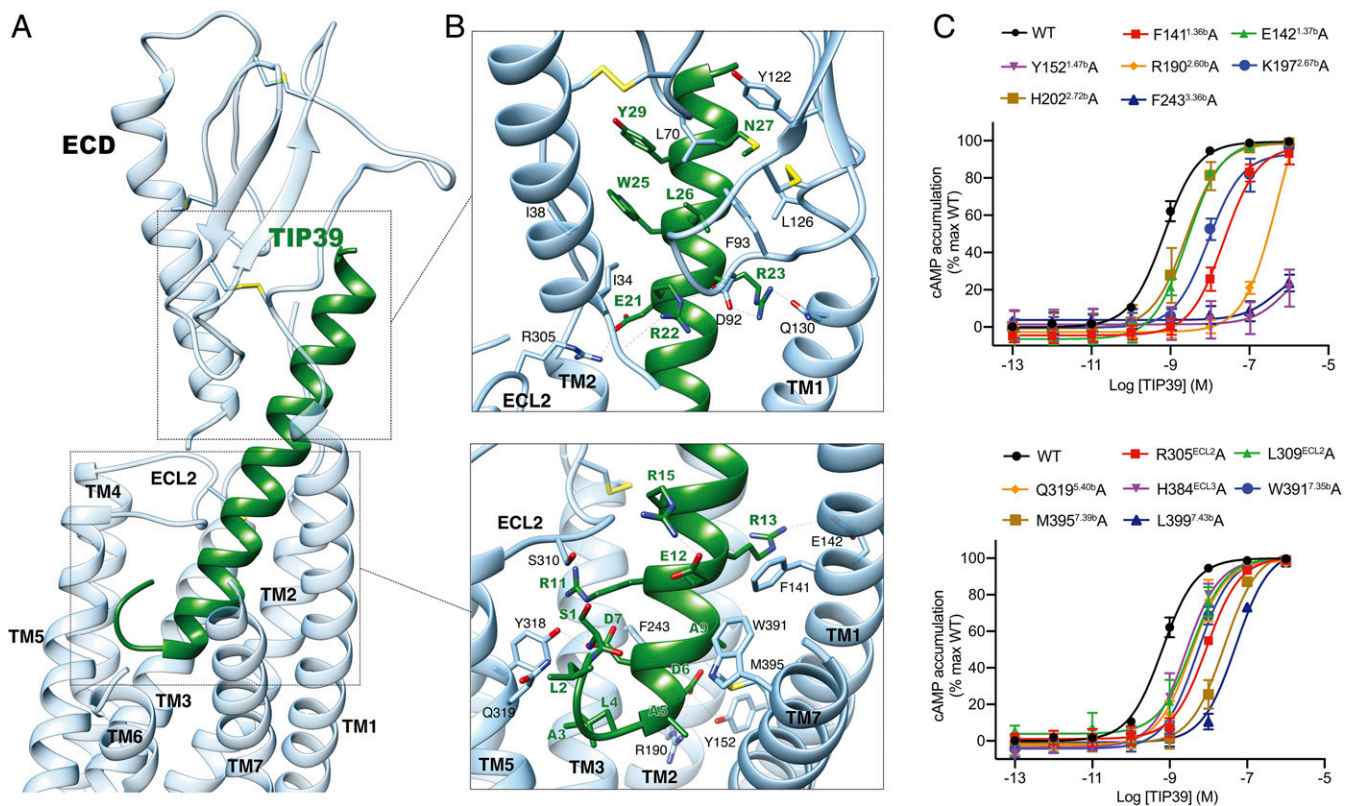 A
ECD
TIP39
ECL2
TM4
TM2
TM5
TM3
TM6
TM7
TM1
B
Y122
Y29
L70
N27
W25
L26
I38
L126
F93
I34
R23
E21
D92
R22
Q130
R305
TM2
ECL2
TM1
R15
ECL2
R13
S310
E12
E142
R11
F141
S1
D7
Y318
F243
A9
W391
TM1
D6
M395
L2
L4
A5
TM7
Q319
A3
R190
Y152
TM5
TM3
TM2
C
WT
F141^1.36bA
E142^1.37bA
Y152^1.47bA
R190^2.60bA
K197^2.67bA
H202^2.72bA
F243^3.36bA
cAMP accumulation
(% max WT)
100
80
60
40
20
0
-13
-11
-9
-7
-5
Log [TIP39] (M)
WT
R305^ECL2A
L309^ECL2A
Q319^5.40bA
H384^ECL3A
W391^7.35bA
M395^7.39bA
L399^7.43bA
cAMP accumulation
(% max WT)
100
80
60
40
20
0
-13
-11
-9
-7
-5
Log [TIP39] (M)